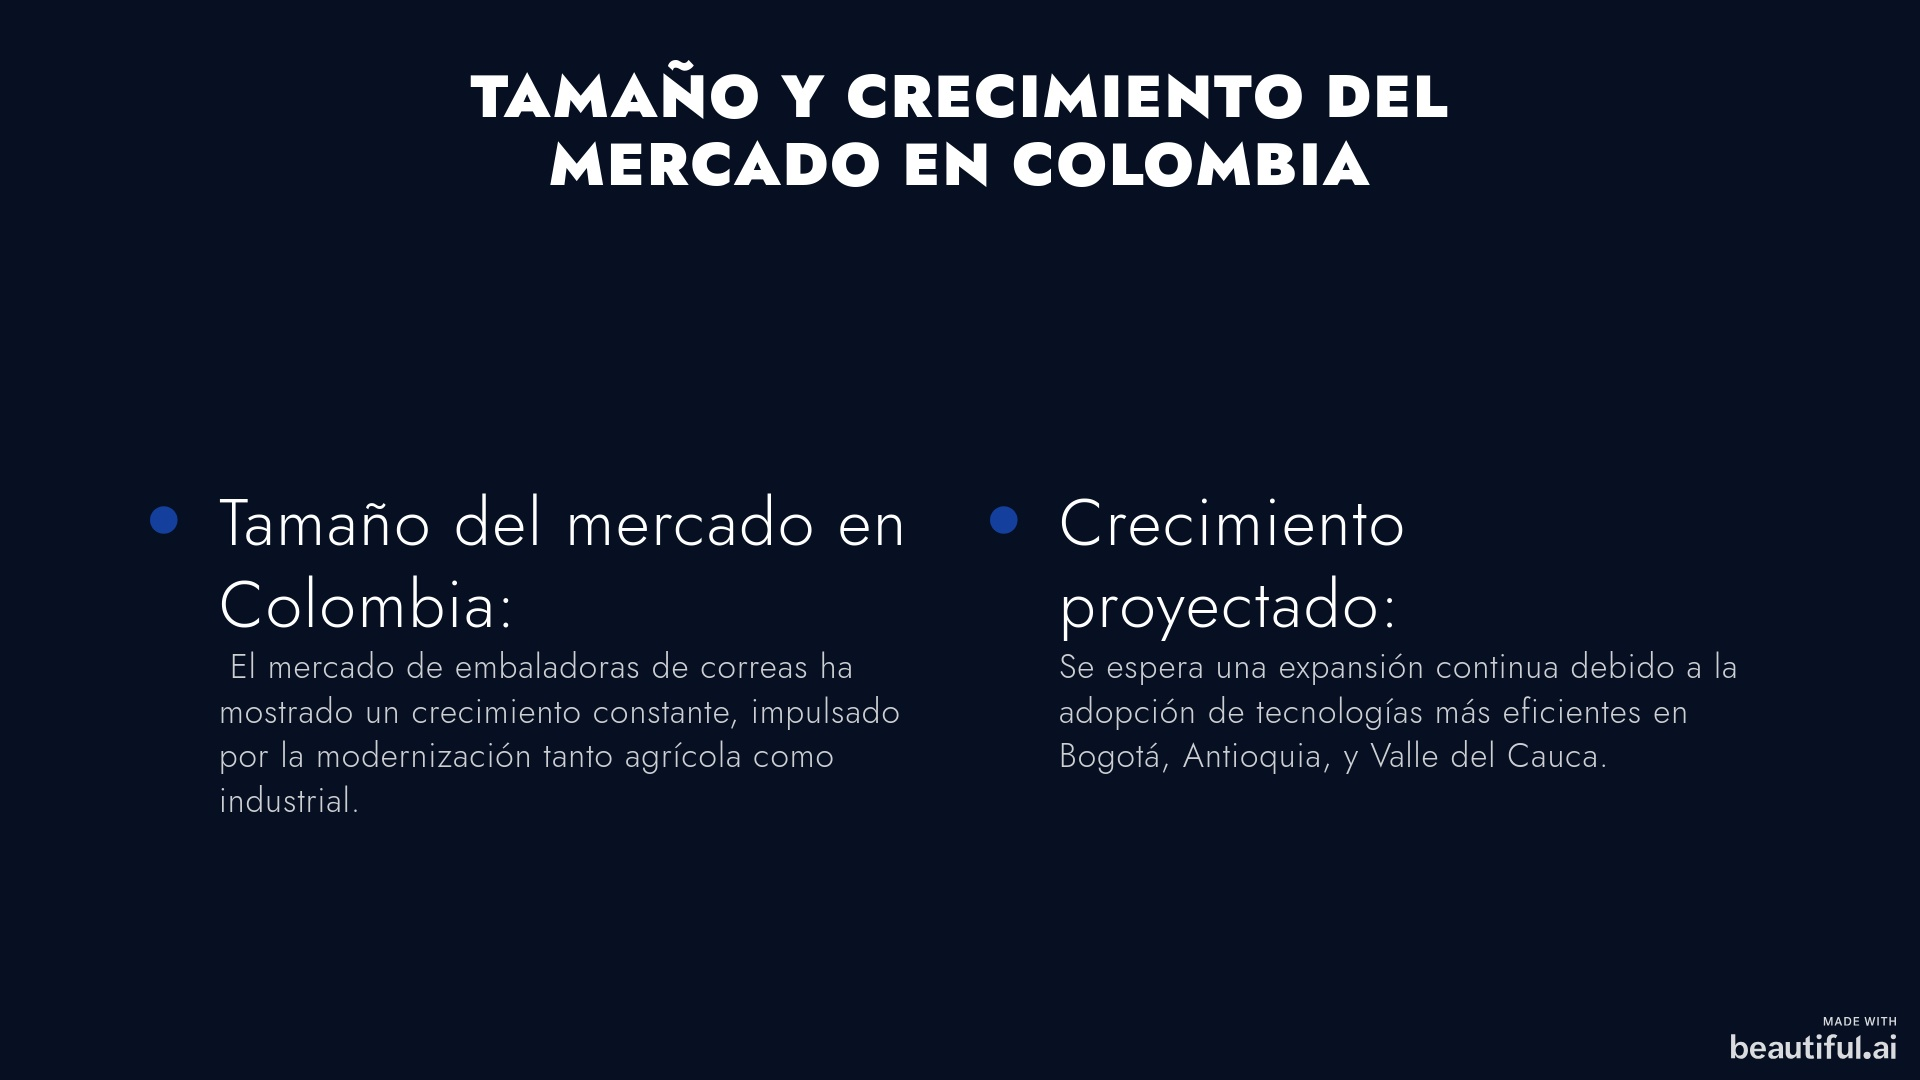 TAMAÑO Y CRECIMIENTO DEL
MERCADO EN COLOMBIA
Tamaño del mercado en
Colombia:
El mercado de embaladoras de correas ha
mostrado un crecimiento constante, impulsado
por la modernización tanto agrícola como
industrial.
Crecimiento
proyectado:
Se espera una expansión continua debido a la
adopción de tecnologías más eficientes en
Bogotá, Antioquia, y Valle del Cauca.
MADE WITH
beautiful.ai